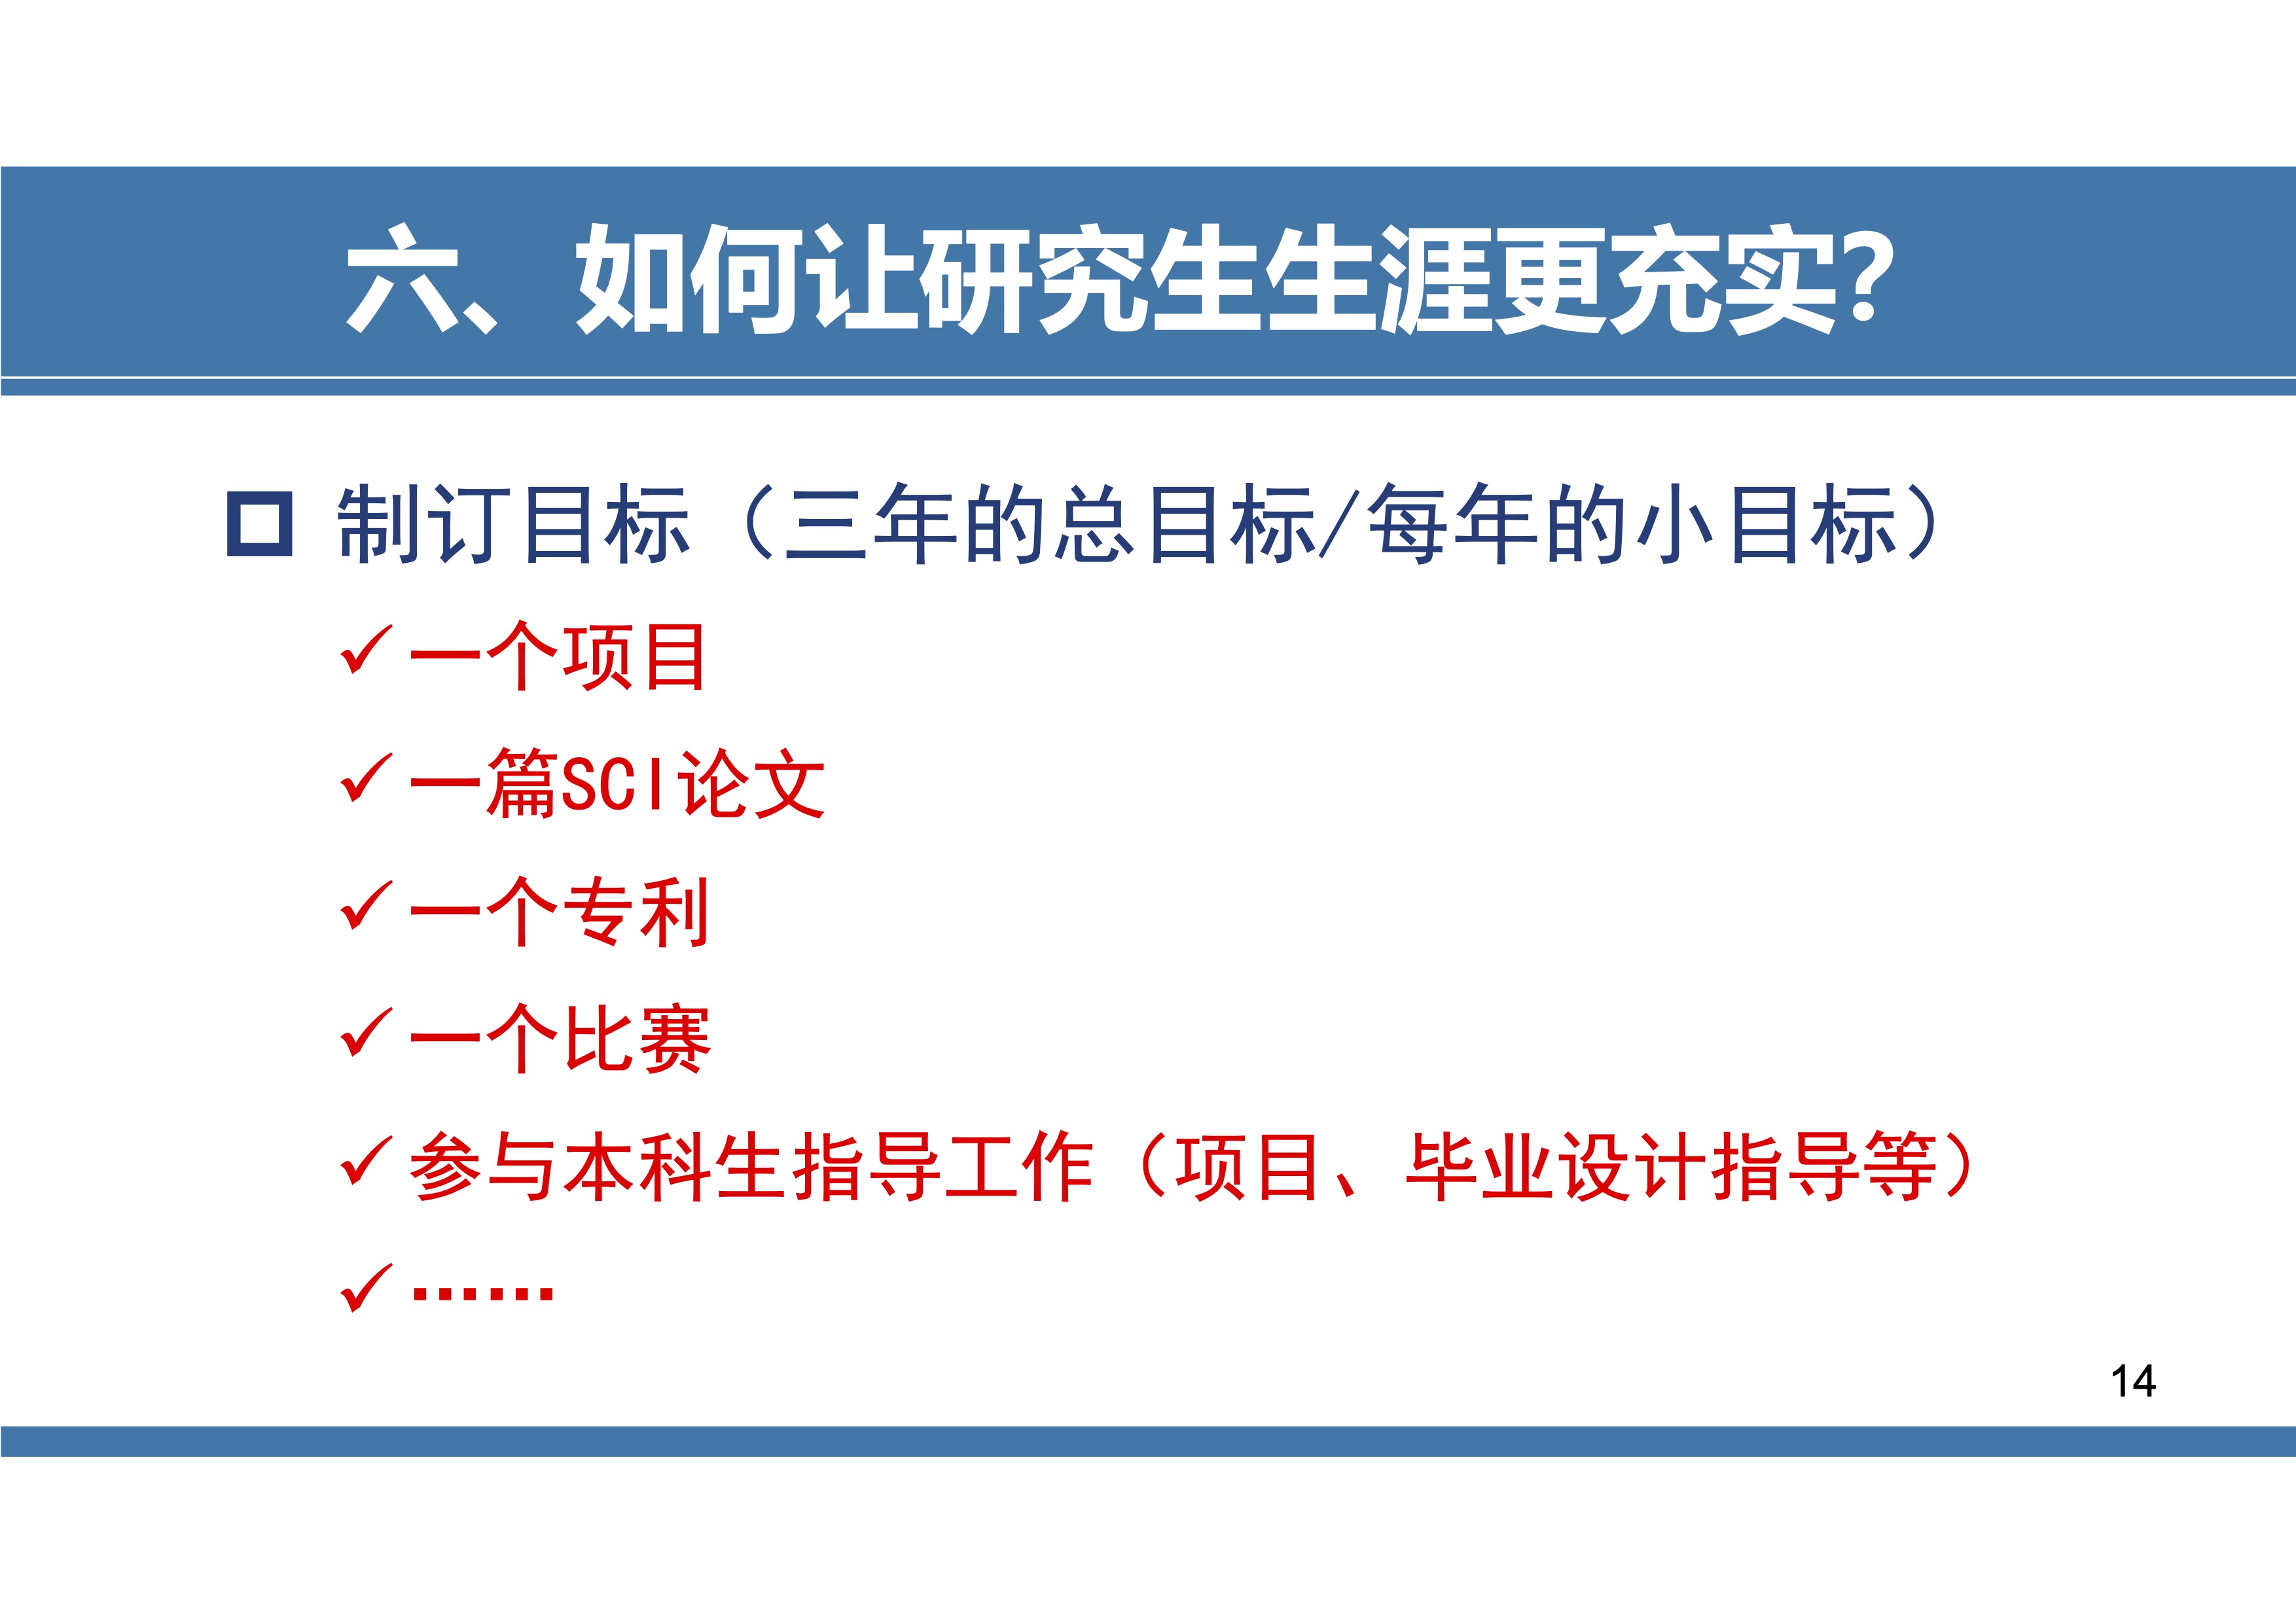 六、如何让研究生生涯更充实?
制订目标（三年的总目标/每年的小目标）
✓一个项目
✓一篇SCI论文
✓一个专利
✓一个比赛
✓参与本科生指导工作（项目、毕业设计指导等）
✓……
14